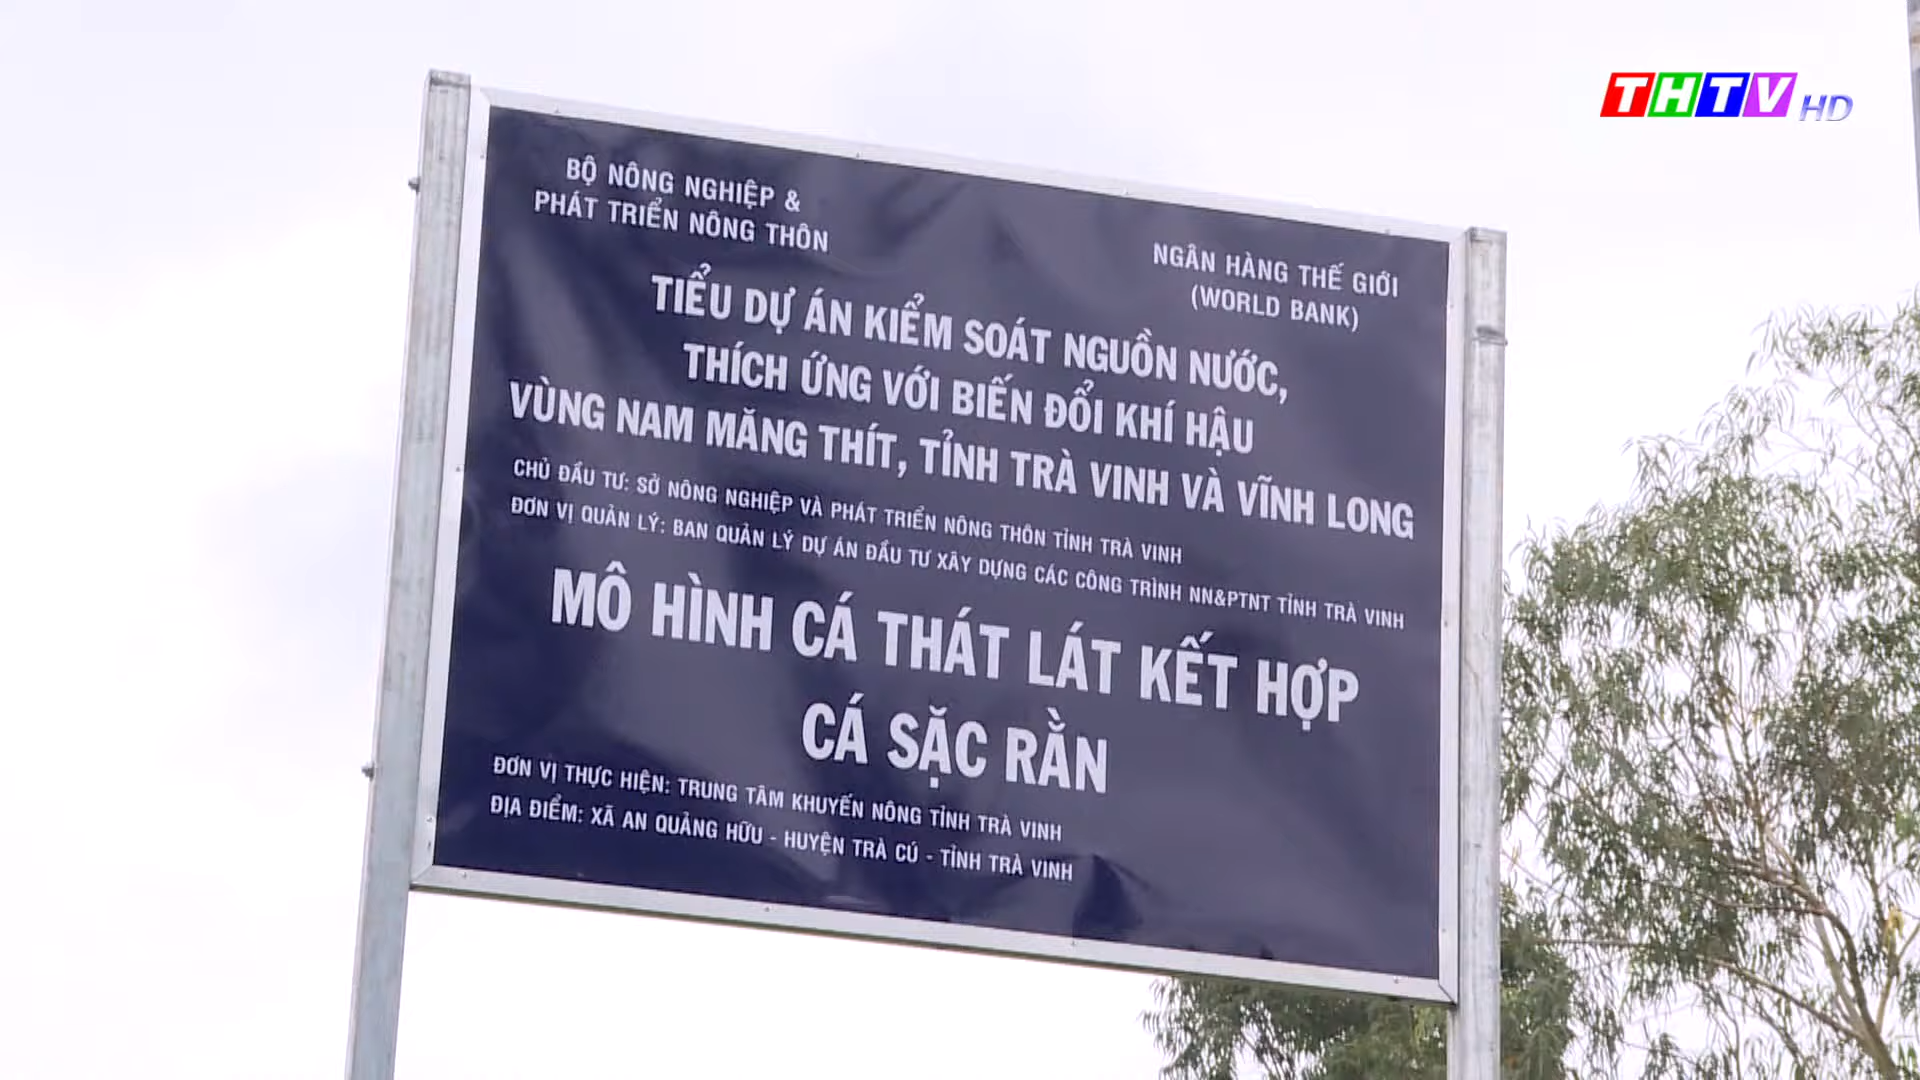 THTV HD
BỘ NÔNG NGHIỆP &
PHÁT TRIỂN NÔNG THÔN
NGÂN HÀNG THẾ GIỚI
(WORLD BANK)
TIỂU DỰ ÁN KIỂM SOÁT NGUỒN NƯỚC,
THÍCH ỨNG VỚI BIẾN ĐỔI KHÍ HẬU
VÙNG NAM MĂNG THÍT, TỈNH TRÀ VINH VÀ VĨNH LONG
CHỦ ĐẦU TƯ: SỞ NÔNG NGHIỆP VÀ PHÁT TRIỂN NÔNG THÔN TỈNH TRÀ VINH
ĐƠN VỊ QUẢN LÝ: BAN QUẢN LÝ DỰ ÁN ĐẦU TƯ XÂY DỰNG CÁC CÔNG TRÌNH NN&PTNT TỈNH TRÀ VINH
MÔ HÌNH CÁ THÁT LÁT KẾT HỢP
CÁ SẶC RẰN
ĐƠN VỊ THỰC HIỆN: TRUNG TÂM KHUYẾN NÔNG TỈNH TRÀ VINH
ĐỊA ĐIỂM: XÃ AN QUẢNG HỮU - HUYỆN TRÀ CÚ - TỈNH TRÀ VINH